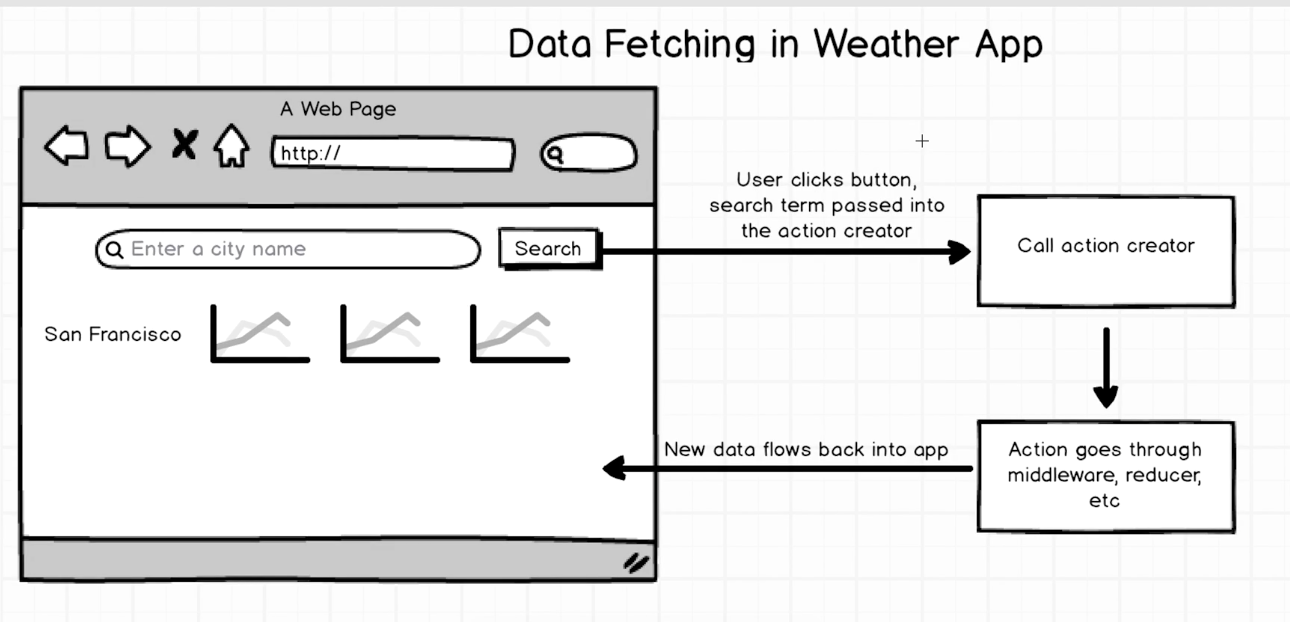 Data Fetching in Weather App
A Web Page
http://
User clicks button,
search term passed into
the action creator
Enter a city name
Search
Call action creator
San Francisco
New data flows back into app
Action goes through
middleware, reducer,
etc